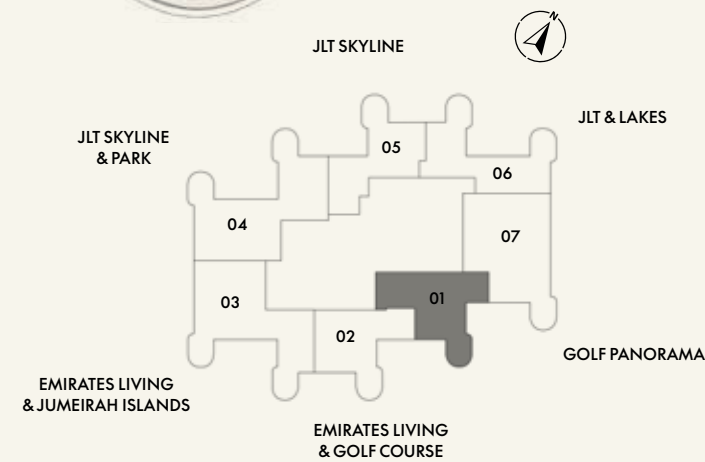 N
JLT SKYLINE
JLT & LAKES
JLT SKYLINE
& PARK
05
06
04
07
01
03
02
GOLF PANORAMA
EMIRATES LIVING
& JUMEIRAH ISLANDS
EMIRATES LIVING
& GOLF COURSE